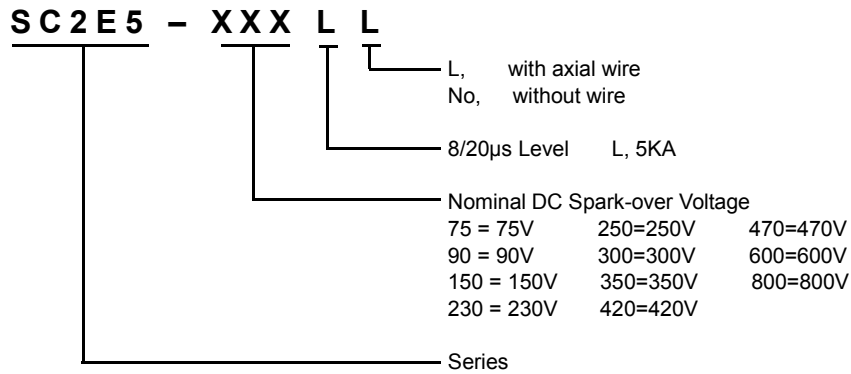 SC2E5 – XXX L L
L, with axial wire
No, without wire
8/20μs Level L, 5KA
Nominal DC Spark-over Voltage
75 = 75V 250=250V 470=470V
90 = 90V 300=300V 600=600V
150 = 150V 350=350V 800=800V
230 = 230V 420=420V
Series